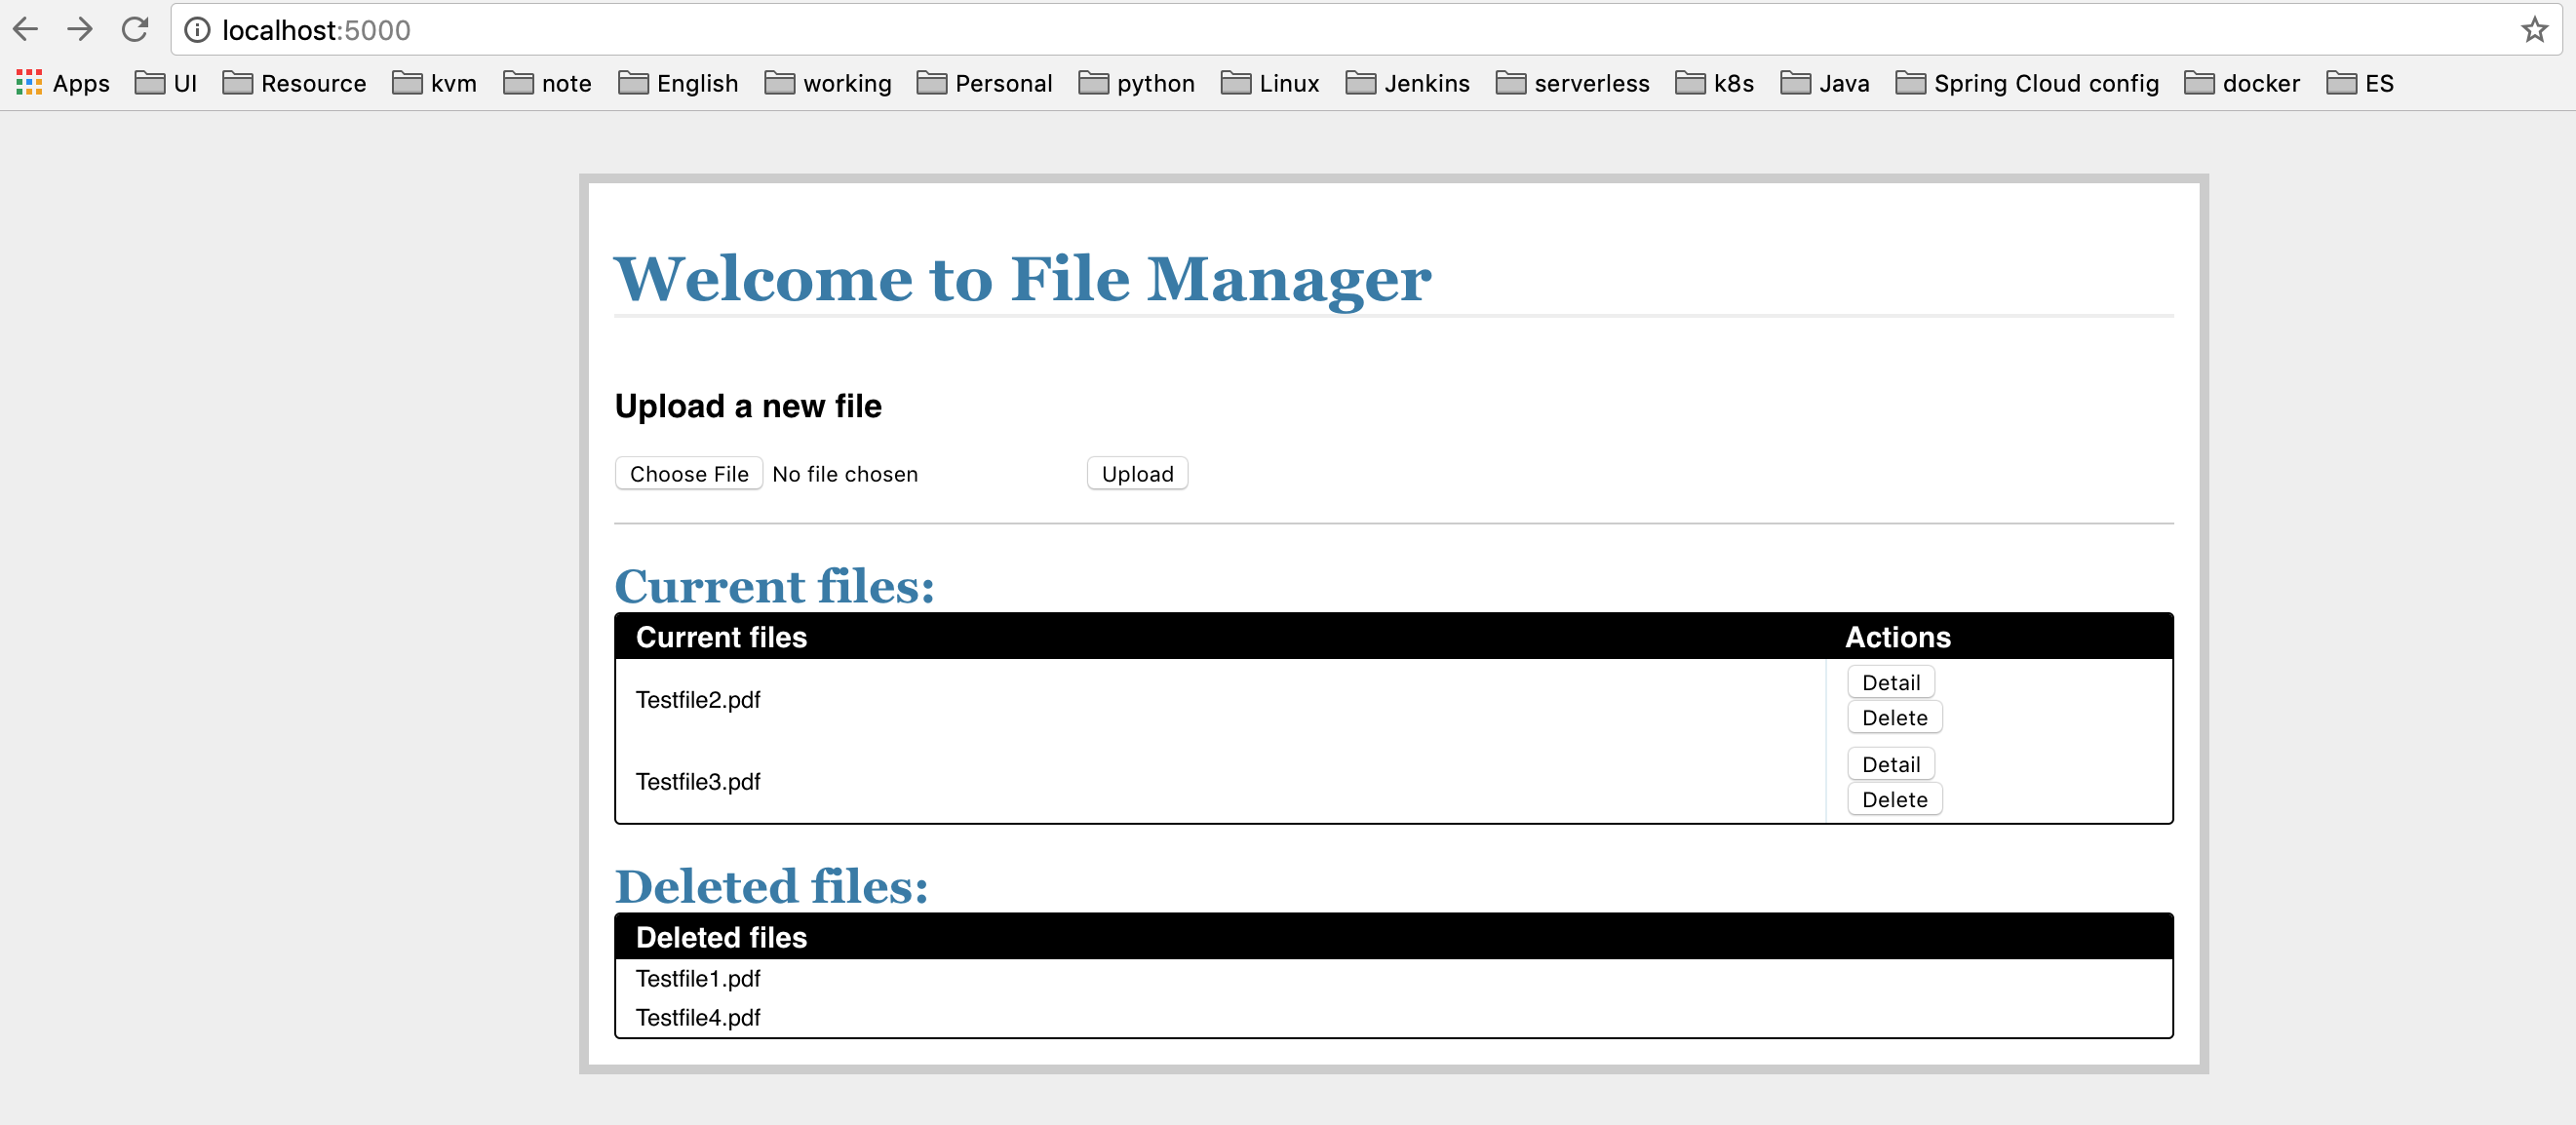 localhost:5000
Apps UI Resource kvm note English working Personal python Linux Jenkins serverless k8s Java Spring Cloud config docker ES
Welcome to File Manager
Upload a new file
Choose File No file chosen Upload
Current files:
Current files Actions
Testfile2.pdf
Detail
Delete
Testfile3.pdf
Detail
Delete
Deleted files:
Deleted files
Testfile1.pdf
Testfile4.pdf